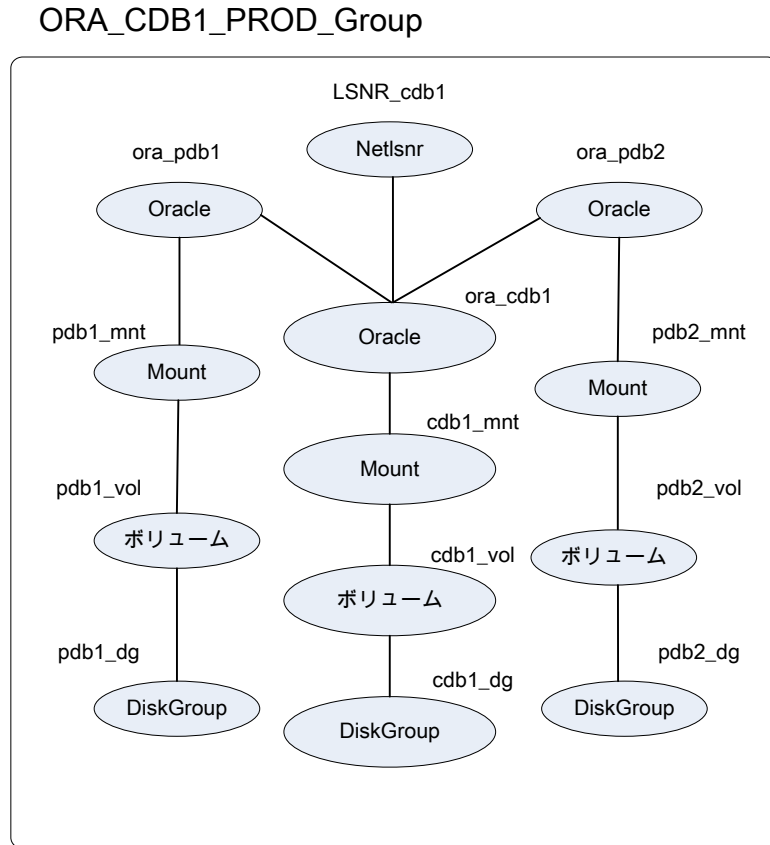 ORA_CDB1_PROD_Group
LSNR_cdb1
Netlsnr
ora_pdb1
Oracle
ora_pdb2
Oracle
ora_cdb1
Oracle
pdb1_mnt
Mount
pdb2_mnt
Mount
cdb1_mnt
Mount
pdb1_vol
ボリューム
pdb2_vol
ボリューム
cdb1_vol
ボリューム
pdb1_dg
DiskGroup
pdb2_dg
DiskGroup
cdb1_dg
DiskGroup